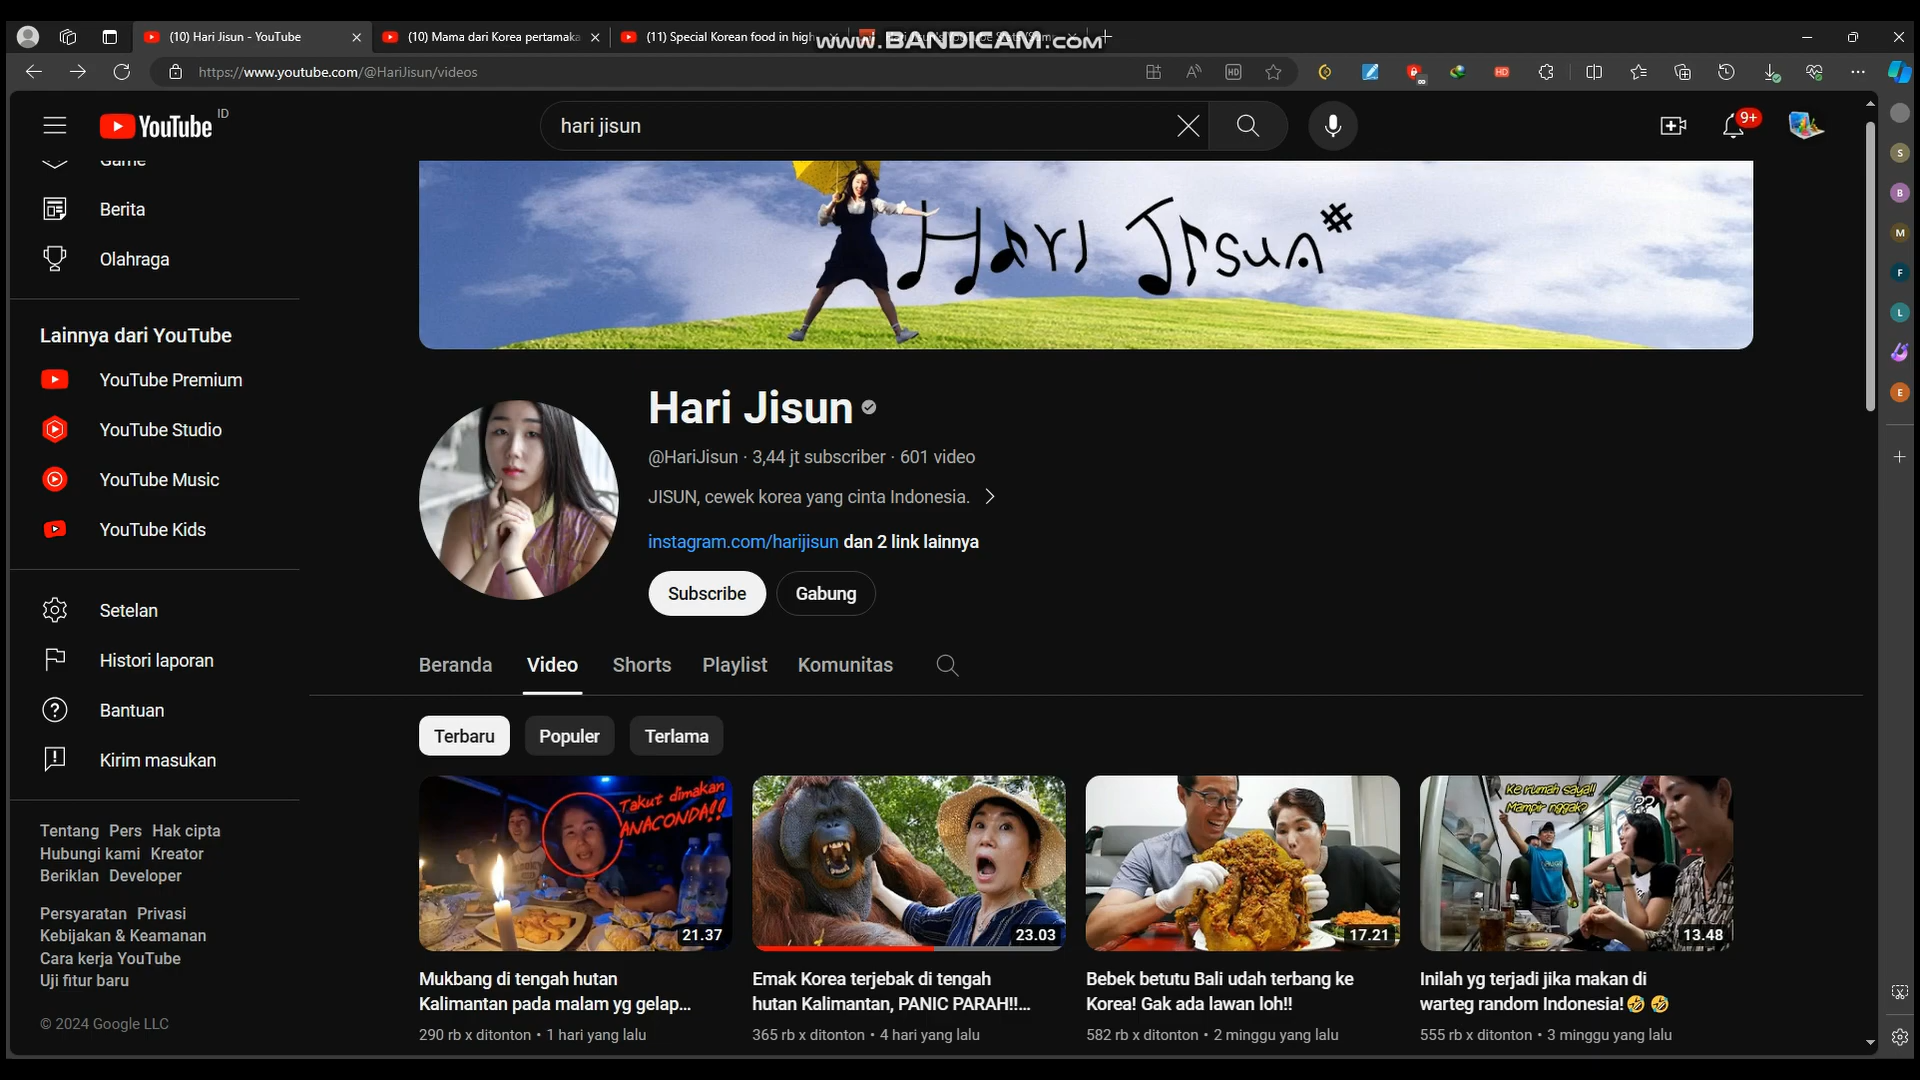 (10) Hari Jisun - YouTube
(10) Mama dari Korea pertamaka
(11) Special Korean food in high
www.BANDICAM.com
https://www.youtube.com/@HariJisun/videos
YouTube ID
hari jisun
9+
Game
Berita
Olahraga
Lainnya dari YouTube
YouTube Premium
YouTube Studio
YouTube Music
YouTube Kids
Setelan
Histori laporan
Bantuan
Kirim masukan
Tentang Pers Hak cipta
Hubungi kami Kreator
Beriklan Developer
Persyaratan Privasi
Kebijakan & Keamanan
Cara kerja YouTube
Uji fitur baru
© 2024 Google LLC
Hari Jisun#
Hari Jisun
@HariJisun · 3,44 jt subscriber · 601 video
JISUN, cewek korea yang cinta Indonesia.
instagram.com/harijisun dan 2 link lainnya
Subscribe
Gabung
Beranda
Video
Shorts
Playlist
Komunitas
Terbaru
Populer
Terlama
Takut dimakan
ANACONDA!!
21.37
23.03
17.21
Ke rumah saya!!
Mampir nggak?
??
13.48
Mukbang di tengah hutan
Kalimantan pada malam yg gelap...
290 rb x ditonton • 1 hari yang lalu
Emak Korea terjebak di tengah
hutan Kalimantan, PANIC PARAH!!...
365 rb x ditonton • 4 hari yang lalu
Bebek betutu Bali udah terbang ke
Korea! Gak ada lawan loh!!
582 rb x ditonton • 2 minggu yang lalu
Inilah yg terjadi jika makan di
warteg random Indonesia!🤣 🤣
555 rb x ditonton • 3 minggu yang lalu
HD
HD
S
B
M
F
L
E